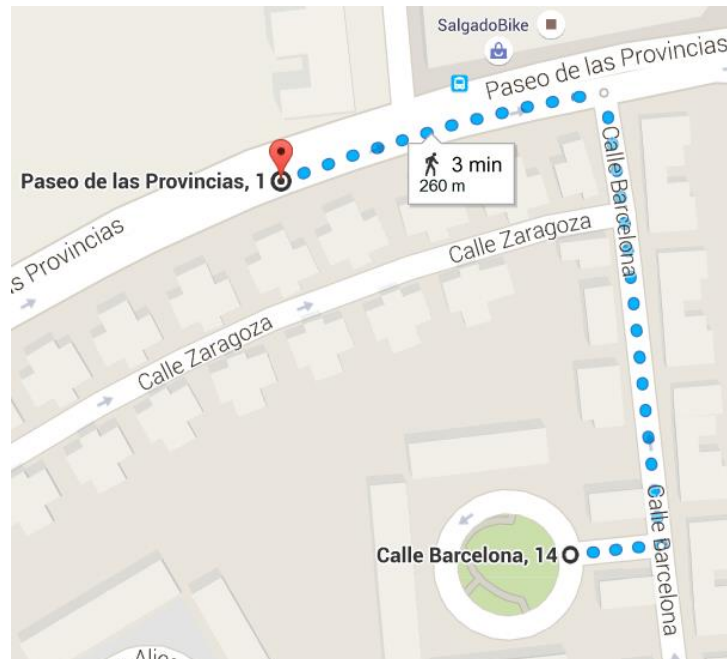 SalgadoBike
Paseo de las Provincias
3 min
260 m
Paseo de las Provincias, 1
Calle Barcelona
s Provincias
Calle Zaragoza
Calle Zaragoza
Calle Barcelona
Calle Barcelona, 14